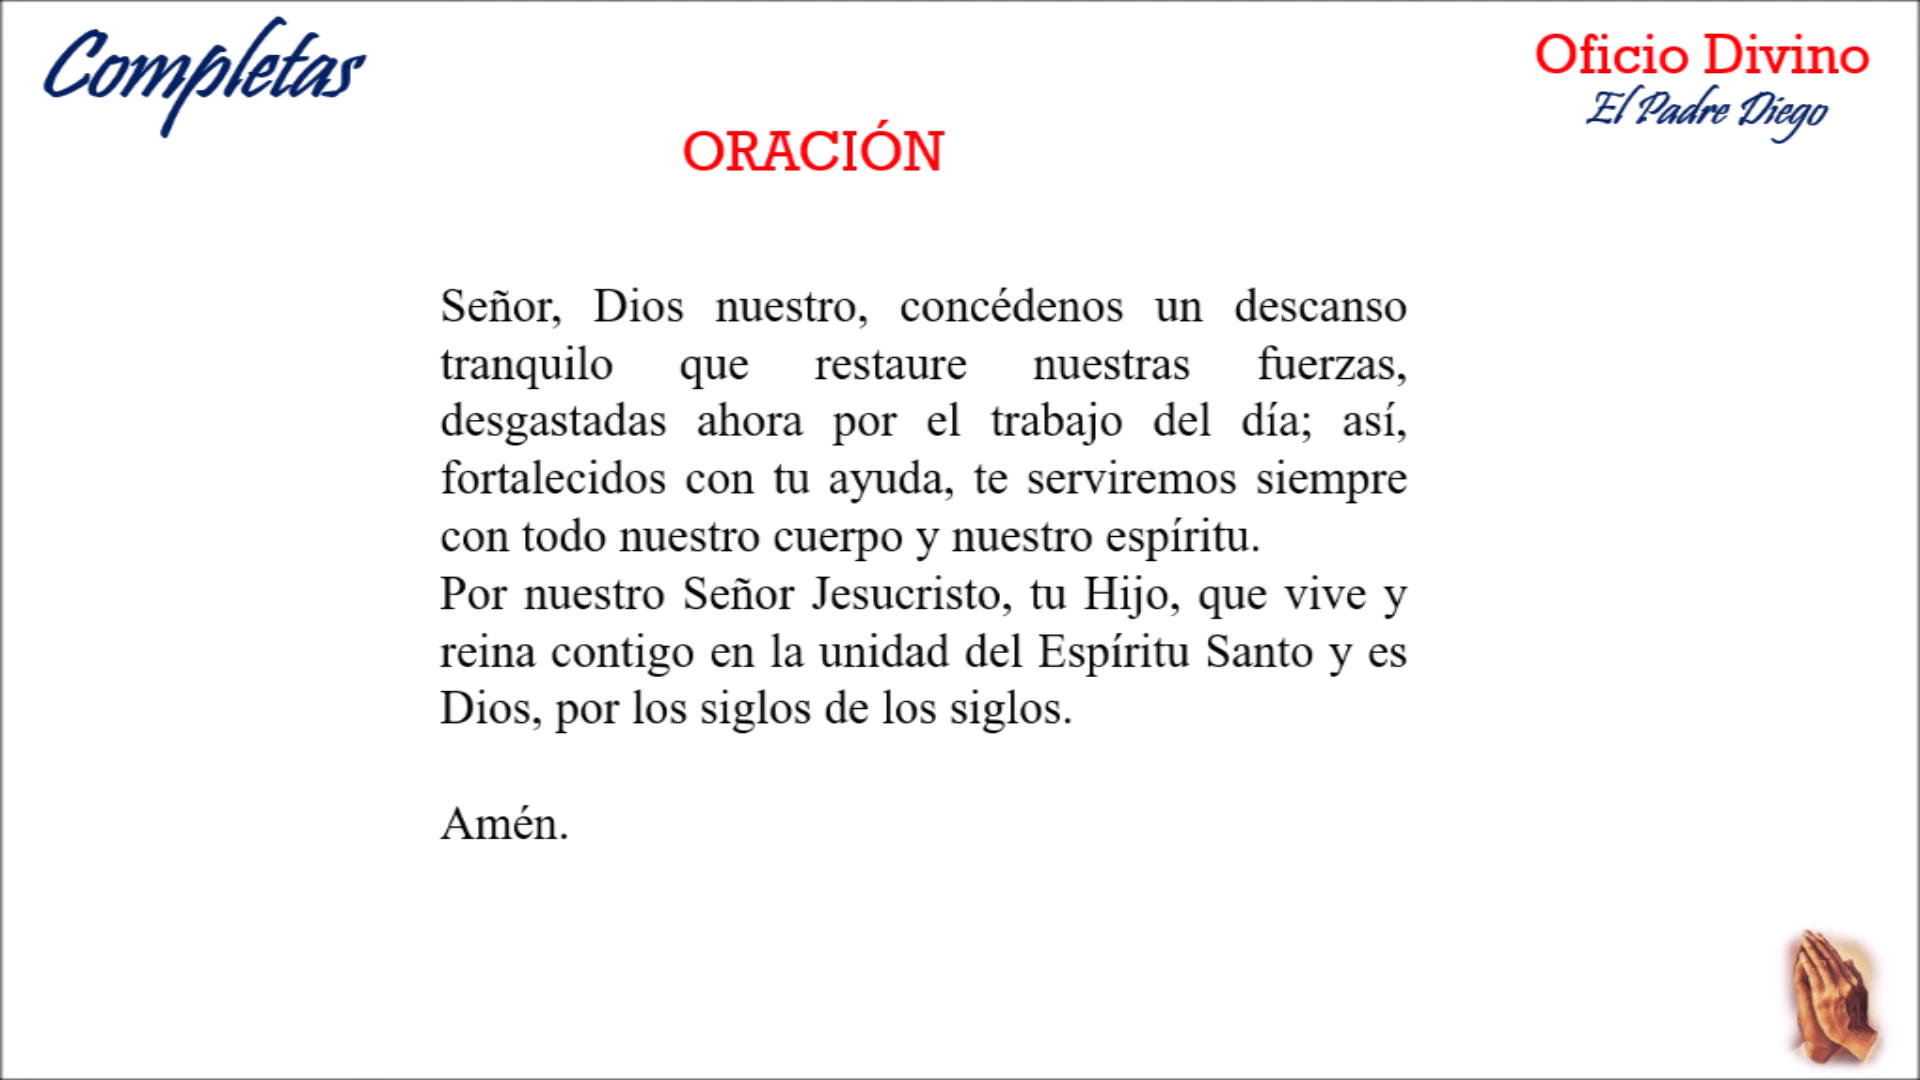 Completas
Oficio Divino
El Padre Diego
ORACIÓN
Señor, Dios nuestro, concédenos un descanso
tranquilo que restaure nuestras fuerzas,
desgastadas ahora por el trabajo del día; así,
fortalecidos con tu ayuda, te serviremos siempre
con todo nuestro cuerpo y nuestro espíritu.
Por nuestro Señor Jesucristo, tu Hijo, que vive y
reina contigo en la unidad del Espíritu Santo y es
Dios, por los siglos de los siglos.
Amén.